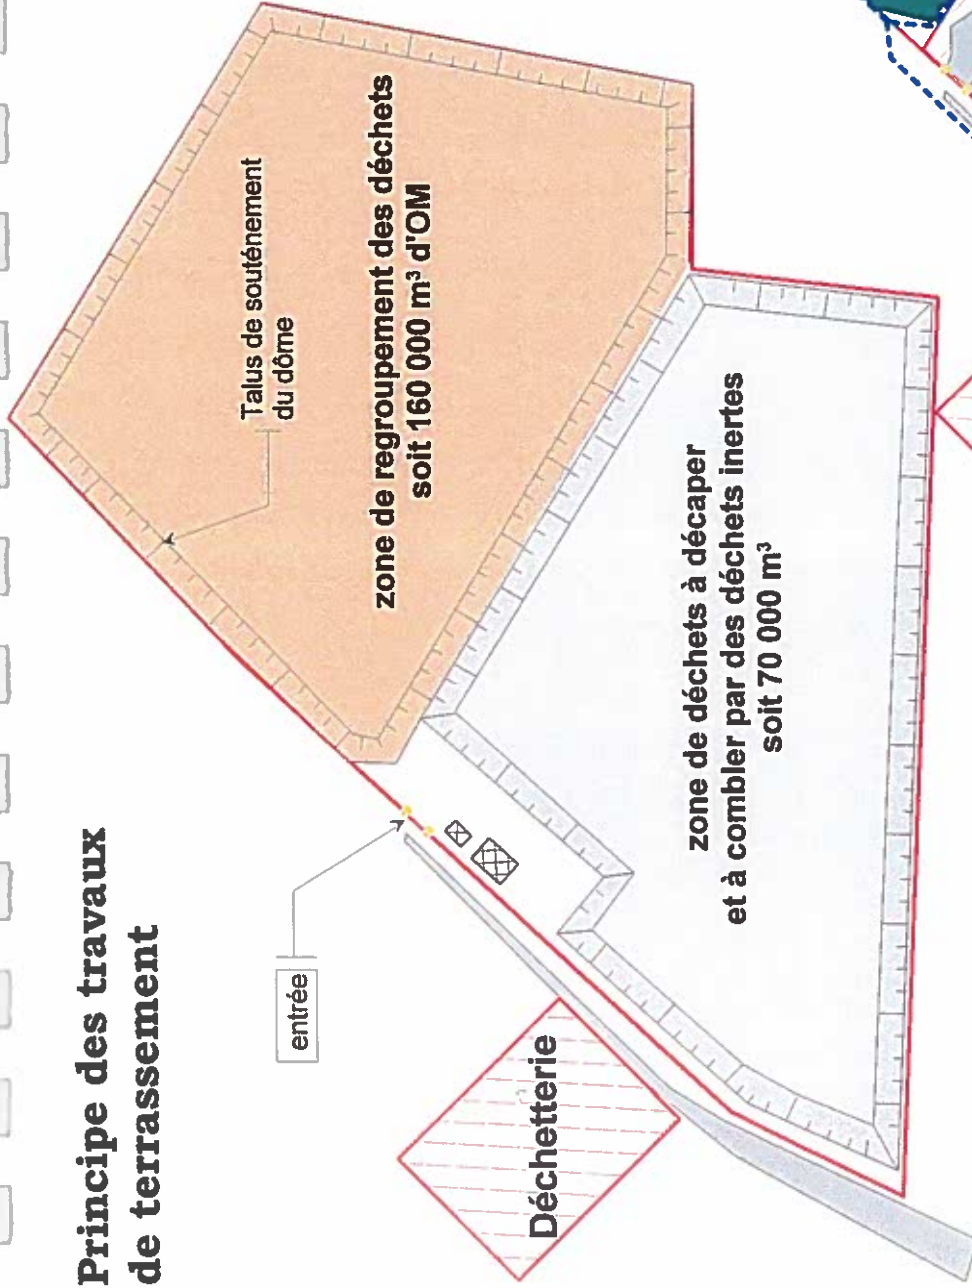 Principe des travaux
de terrassement
entrée
Talus de souténement
du dôme
zone de regroupement des déchets
soit 160 000 m³ d'OM
Déchetterie
zone de déchets à décaper
et à combler par des déchets inertes
soit 70 000 m³